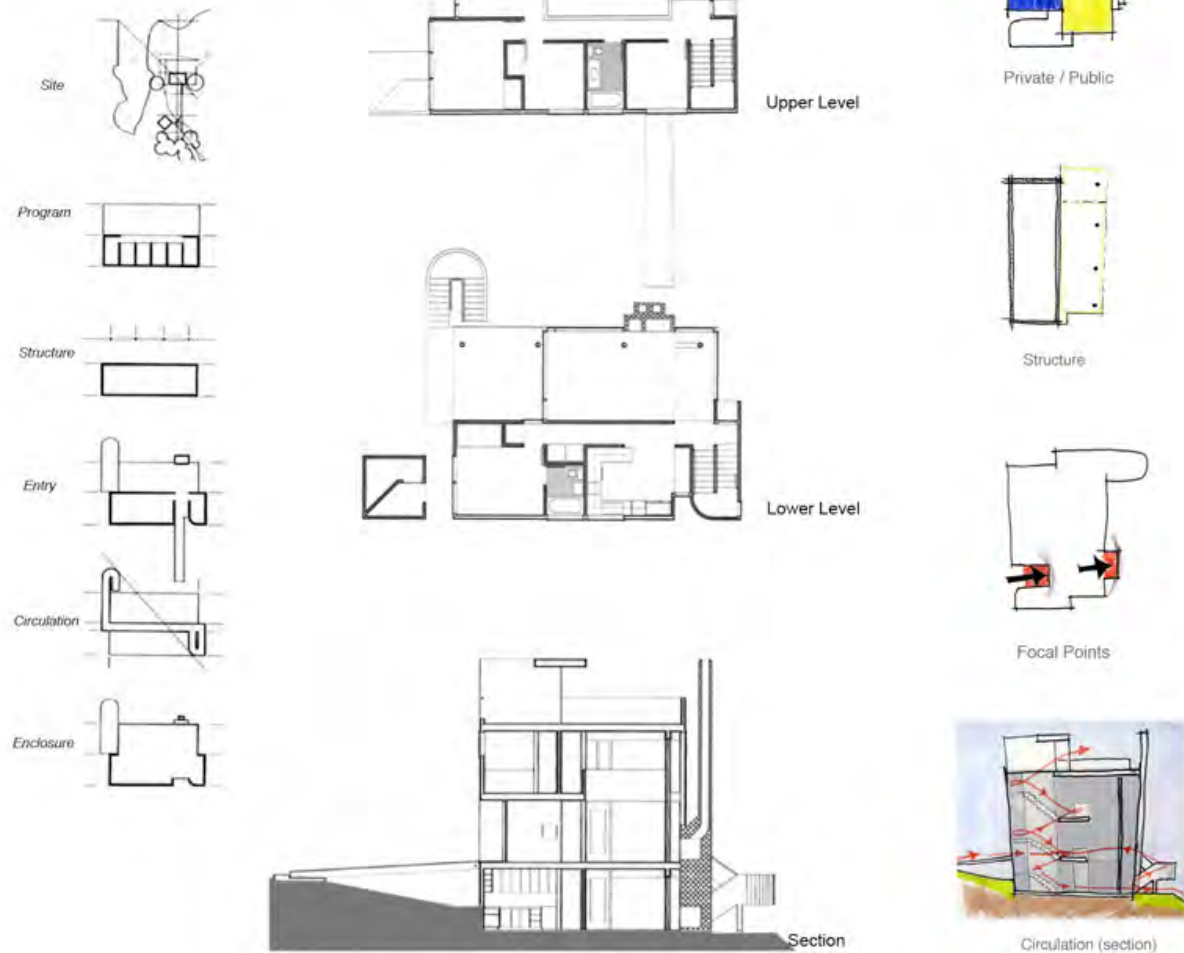 Site
Program
Structure
Entry
Circulation
Enclosure
Upper Level
Lower Level
Section
Private / Public
Structure
Focal Points
Circulation (section)